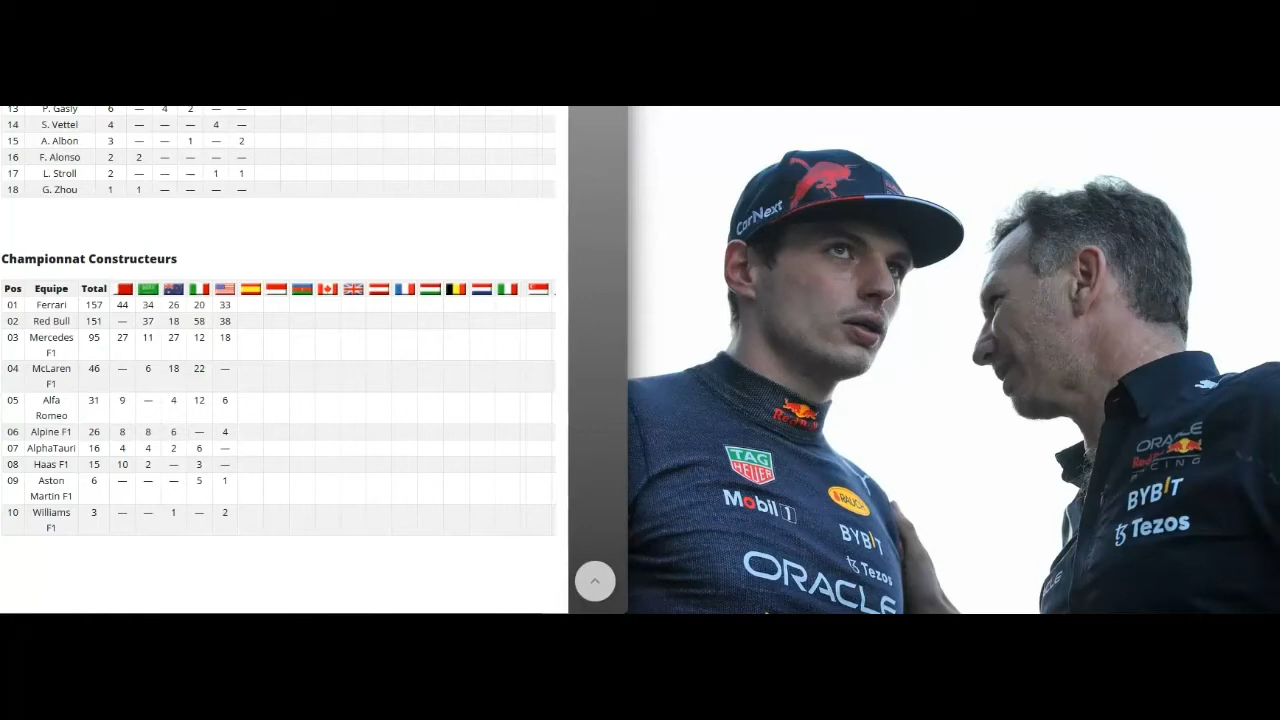 13 P. Gasly 6 — 4 2 — —
14 S. Vettel 4 — — — 4 —
15 A. Albon 3 — — 1 — 2
16 F. Alonso 2 2 — — — —
17 L. Stroll 2 — — — 1 1
18 G. Zhou 1 1 — — — —
Championnat Constructeurs
Pos Equipe Total
01 Ferrari 157 44 34 26 20 33
02 Red Bull 151 — 37 18 58 38
03 Mercedes 95 27 11 27 12 18
F1
04 McLaren 46 — 6 18 22 —
F1
05 Alfa 31 9 — 4 12 6
Romeo
06 Alpine F1 26 8 8 6 — 4
07 AlphaTauri 16 4 4 2 6 —
08 Haas F1 15 10 2 — 3 —
09 Aston 6 — — — 5 1
Martin F1
10 Williams 3 — — 1 — 2
F1
CarNext
Red Bull
TAG
HEUER
Mobil 1
RAUCH
BYBIT
Tezos
ORACLE
ORACLE
Red Bull
RACING
BYBIT
Tezos